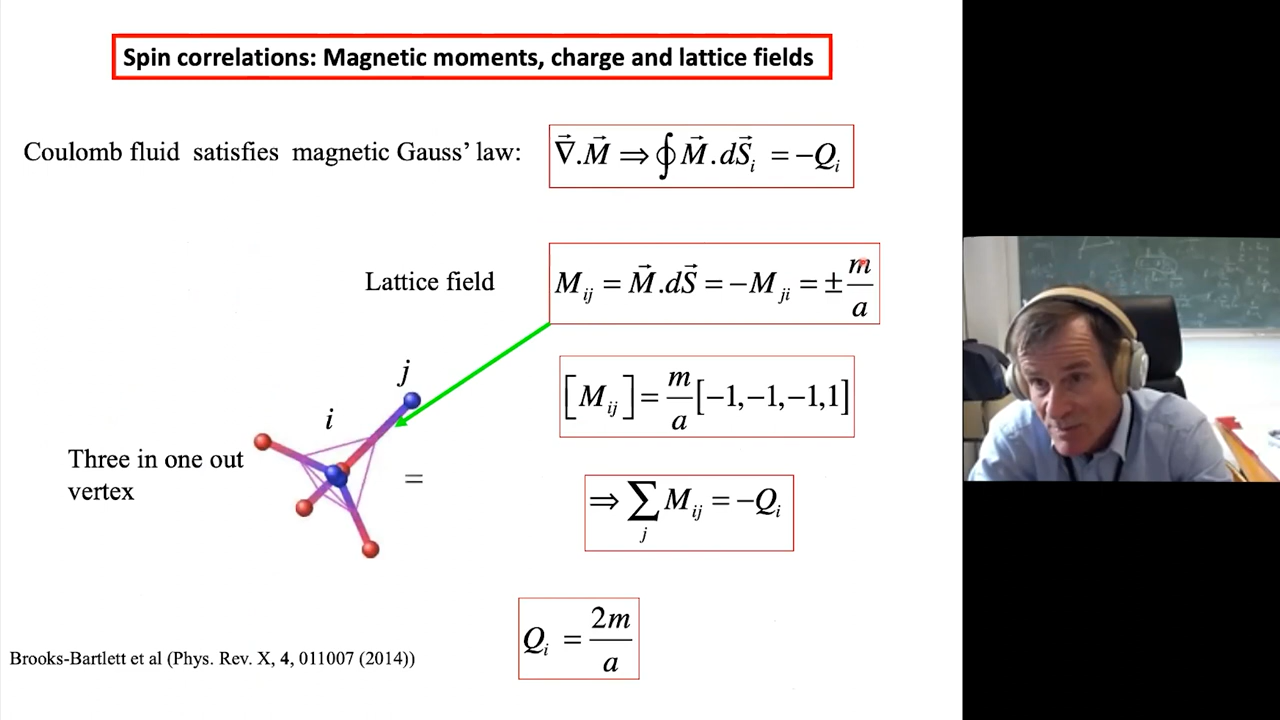 Spin correlations: Magnetic moments, charge and lattice fields
Coulomb fluid satisfies magnetic Gauss’ law:
∇⃗.M⃗ ⇒ ∮M⃗.dS⃗ᵢ = −Qᵢ
Lattice field
Mᵢⱼ = M⃗.dS⃗ = −Mⱼᵢ = ± m/a
j
i
[Mᵢⱼ] = m/a [−1,−1,−1,1]
Three in one out
vertex
=
⇒ ∑ⱼ Mᵢⱼ = −Qᵢ
Qᵢ = 2m/a
Brooks-Bartlett et al (Phys. Rev. X, 4, 011007 (2014))